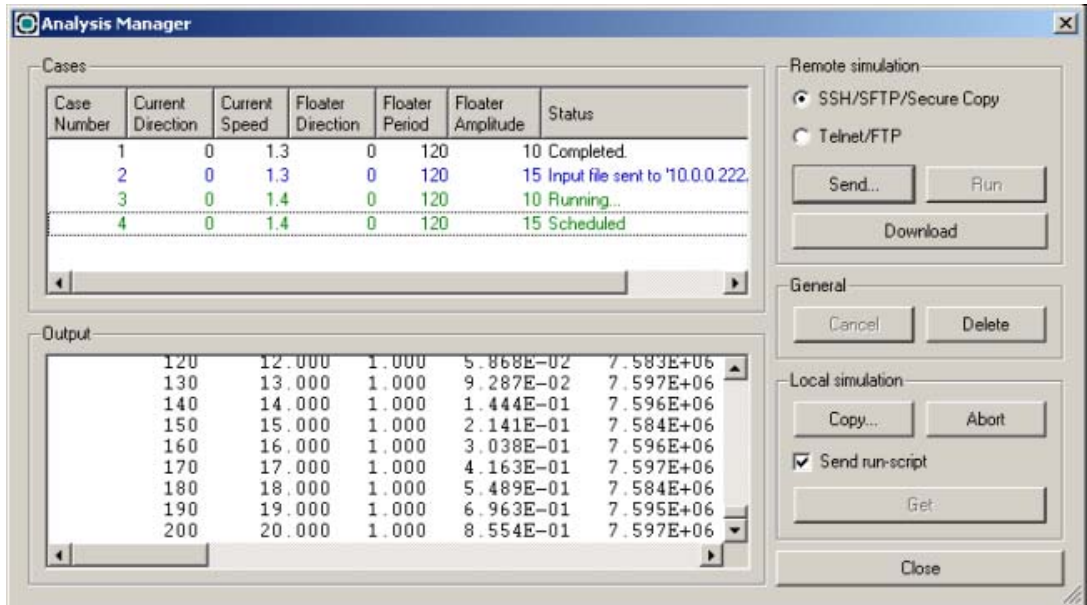 Analysis Manager
Cases
Case Number Current Direction Current Speed Floater Direction Floater Period Floater Amplitude Status
1 0 1.3 0 120 10 Completed.
2 0 1.3 0 120 15 Input file sent to '10.0.0.222.
3 0 1.4 0 120 10 Running...
4 0 1.4 0 120 15 Scheduled
Output
120 12.000 1.000 5.868E-02 7.583E+06
130 13.000 1.000 9.287E-02 7.597E+06
140 14.000 1.000 1.444E-01 7.596E+06
150 15.000 1.000 2.141E-01 7.584E+06
160 16.000 1.000 3.038E-01 7.596E+06
170 17.000 1.000 4.163E-01 7.597E+06
180 18.000 1.000 5.489E-01 7.584E+06
190 19.000 1.000 6.963E-01 7.595E+06
200 20.000 1.000 8.554E-01 7.597E+06
Remote simulation
SSH/SFTP/Secure Copy
Telnet/FTP
Send... Run
Download
General
Cancel Delete
Local simulation
Copy... Abort
Send run-script
Get
Close